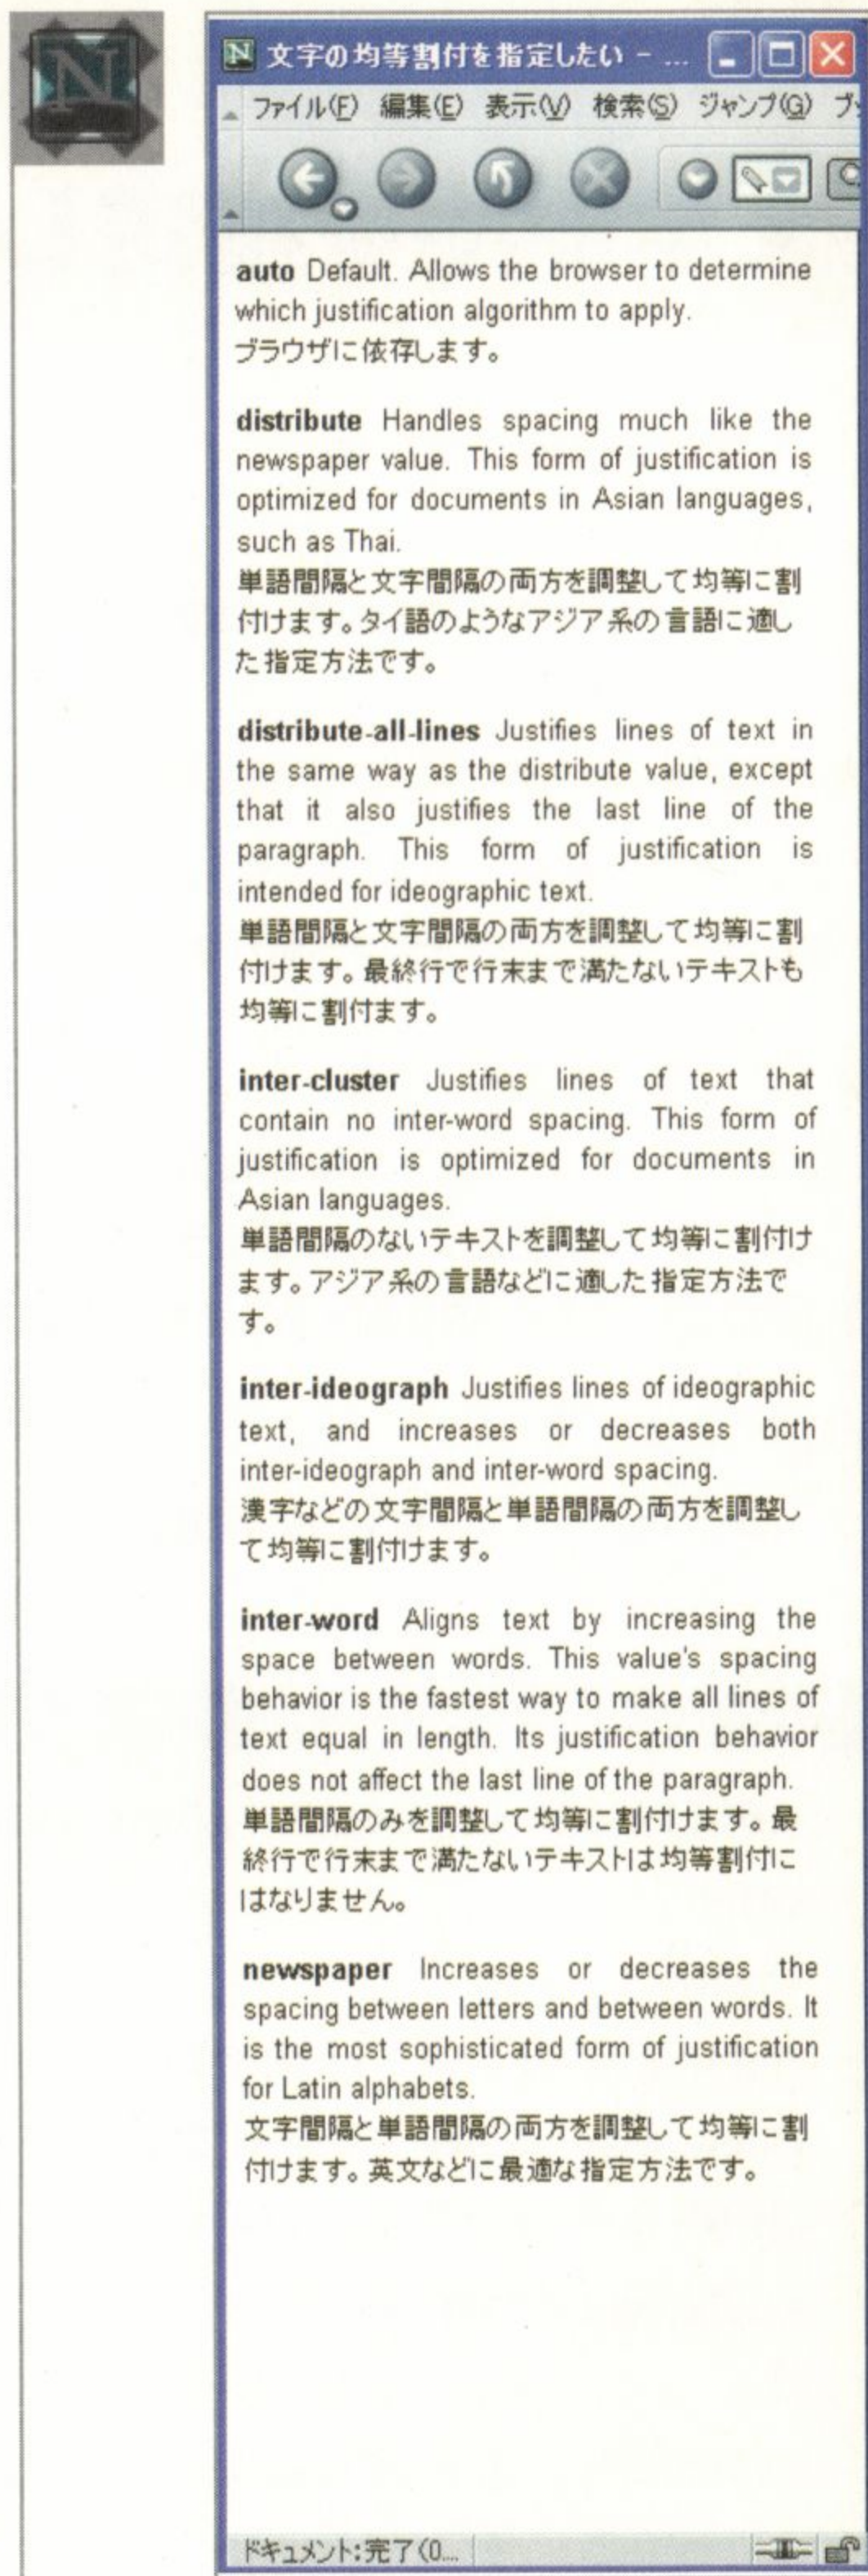 N
N 文字の均等割付を指定したい - ...
ファイル(F) 編集(E) 表示(V) 検索(S) ジャンプ(G) ブ
auto Default. Allows the browser to determine
which justification algorithm to apply.
ブラウザに依存します。
distribute Handles spacing much like the
newspaper value. This form of justification is
optimized for documents in Asian languages,
such as Thai.
単語間隔と文字間隔の両方を調整して均等に割
付けます。タイ語のようなアジア系の言語に適し
た指定方法です。
distribute-all-lines Justifies lines of text in
the same way as the distribute value, except
that it also justifies the last line of the
paragraph. This form of justification is
intended for ideographic text.
単語間隔と文字間隔の両方を調整して均等に割
付けます。最終行で行末まで満たないテキストも
均等に割付ます。
inter-cluster Justifies lines of text that
contain no inter-word spacing. This form of
justification is optimized for documents in
Asian languages.
単語間隔のないテキストを調整して均等に割付け
ます。アジア系の言語などに適した指定方法で
す。
inter-ideograph Justifies lines of ideographic
text, and increases or decreases both
inter-ideograph and inter-word spacing.
漢字などの文字間隔と単語間隔の両方を調整し
て均等に割付けます。
inter-word Aligns text by increasing the
space between words. This value's spacing
behavior is the fastest way to make all lines of
text equal in length. Its justification behavior
does not affect the last line of the paragraph.
単語間隔のみを調整して均等に割付けます。最
終行で行末まで満たないテキストは均等割付に
はなりません。
newspaper Increases or decreases the
spacing between letters and between words. It
is the most sophisticated form of justification
for Latin alphabets.
文字間隔と単語間隔の両方を調整して均等に割
付けます。英文などに最適な指定方法です。
ドキュメント:完了(0...